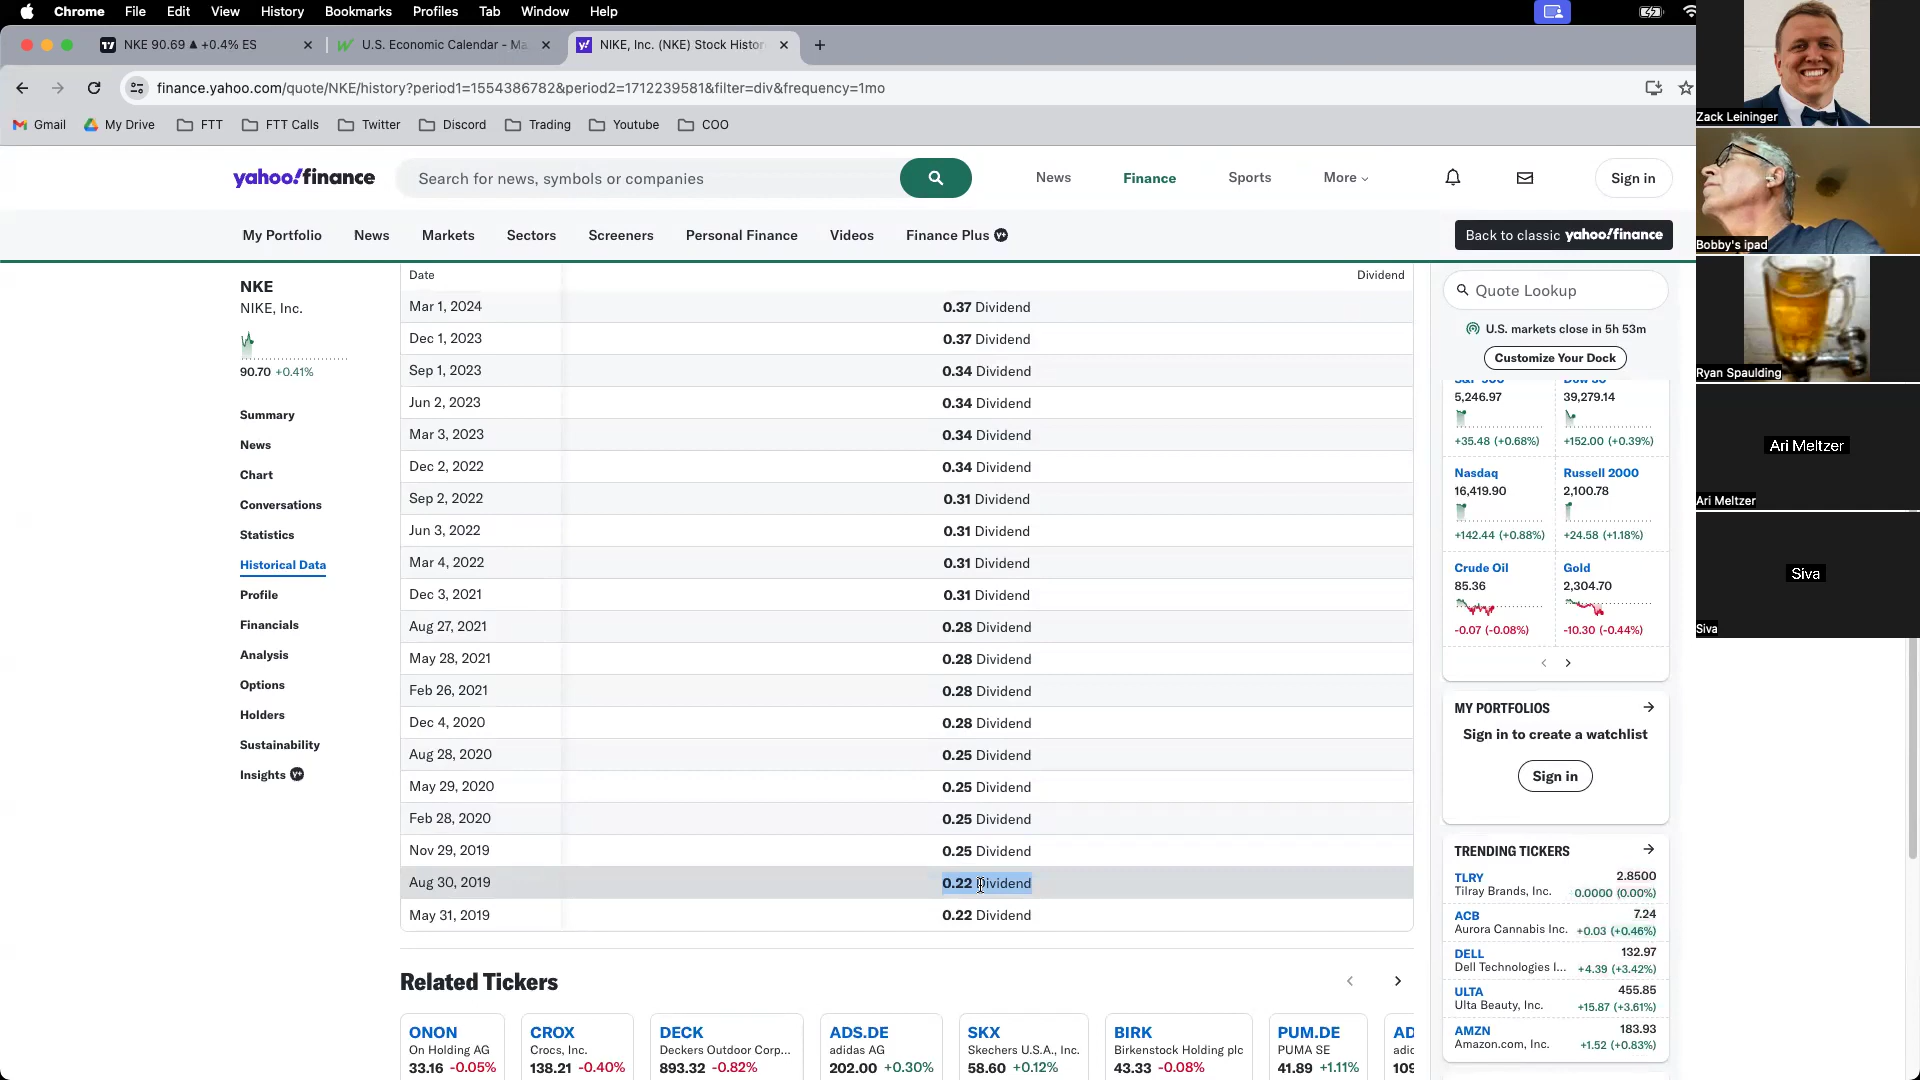 Chrome File Edit View History Bookmarks Profiles Tab Window Help
NKE 90.69 ▲ +0.4% ES
U.S. Economic Calendar - Ma
NIKE, Inc. (NKE) Stock Histor
finance.yahoo.com/quote/NKE/history?period1=1554386782&period2=1712239581&filter=div&frequency=1mo
Gmail My Drive FTT FTT Calls Twitter Discord Trading Youtube COO
yahoo!finance
Search for news, symbols or companies
News Finance Sports More
Sign in
My Portfolio News Markets Sectors Screeners Personal Finance Videos Finance Plus Y+
Back to classic yahoo!finance
NKE
NIKE, Inc.
90.70 +0.41%
Summary
News
Chart
Conversations
Statistics
Historical Data
Profile
Financials
Analysis
Options
Holders
Sustainability
Insights Y+
Date Dividend
Mar 1, 2024 0.37 Dividend
Dec 1, 2023 0.37 Dividend
Sep 1, 2023 0.34 Dividend
Jun 2, 2023 0.34 Dividend
Mar 3, 2023 0.34 Dividend
Dec 2, 2022 0.34 Dividend
Sep 2, 2022 0.31 Dividend
Jun 3, 2022 0.31 Dividend
Mar 4, 2022 0.31 Dividend
Dec 3, 2021 0.31 Dividend
Aug 27, 2021 0.28 Dividend
May 28, 2021 0.28 Dividend
Feb 26, 2021 0.28 Dividend
Dec 4, 2020 0.28 Dividend
Aug 28, 2020 0.25 Dividend
May 29, 2020 0.25 Dividend
Feb 28, 2020 0.25 Dividend
Nov 29, 2019 0.25 Dividend
Aug 30, 2019 0.22 Dividend
May 31, 2019 0.22 Dividend
Related Tickers
ONON
On Holding AG
33.16 -0.05%
CROX
Crocs, Inc.
138.21 -0.40%
DECK
Deckers Outdoor Corp...
893.32 -0.82%
ADS.DE
adidas AG
202.00 +0.30%
SKX
Skechers U.S.A., Inc.
58.60 +0.12%
BIRK
Birkenstock Holding plc
43.33 -0.08%
PUM.DE
PUMA SE
41.89 +1.11%
AD
adic
109
Quote Lookup
U.S. markets close in 5h 53m
Customize Your Dock
S&P 500 Dow 30
5,246.97 39,279.14
+35.48 (+0.68%) +152.00 (+0.39%)
Nasdaq Russell 2000
16,419.90 2,100.78
+142.44 (+0.88%) +24.58 (+1.18%)
Crude Oil Gold
85.36 2,304.70
-0.07 (-0.08%) -10.30 (-0.44%)
MY PORTFOLIOS
Sign in to create a watchlist
Sign in
TRENDING TICKERS
TLRY 2.8500
Tilray Brands, Inc. 0.0000 (0.00%)
ACB 7.24
Aurora Cannabis Inc. +0.03 (+0.46%)
DELL 132.97
Dell Technologies I... +4.39 (+3.42%)
ULTA 455.85
Ulta Beauty, Inc. +15.87 (+3.61%)
AMZN 183.93
Amazon.com, Inc. +1.52 (+0.83%)
Zack Leininger
Bobby's ipad
Ryan Spaulding
Ari Meltzer
Ari Meltzer
Siva
Siva